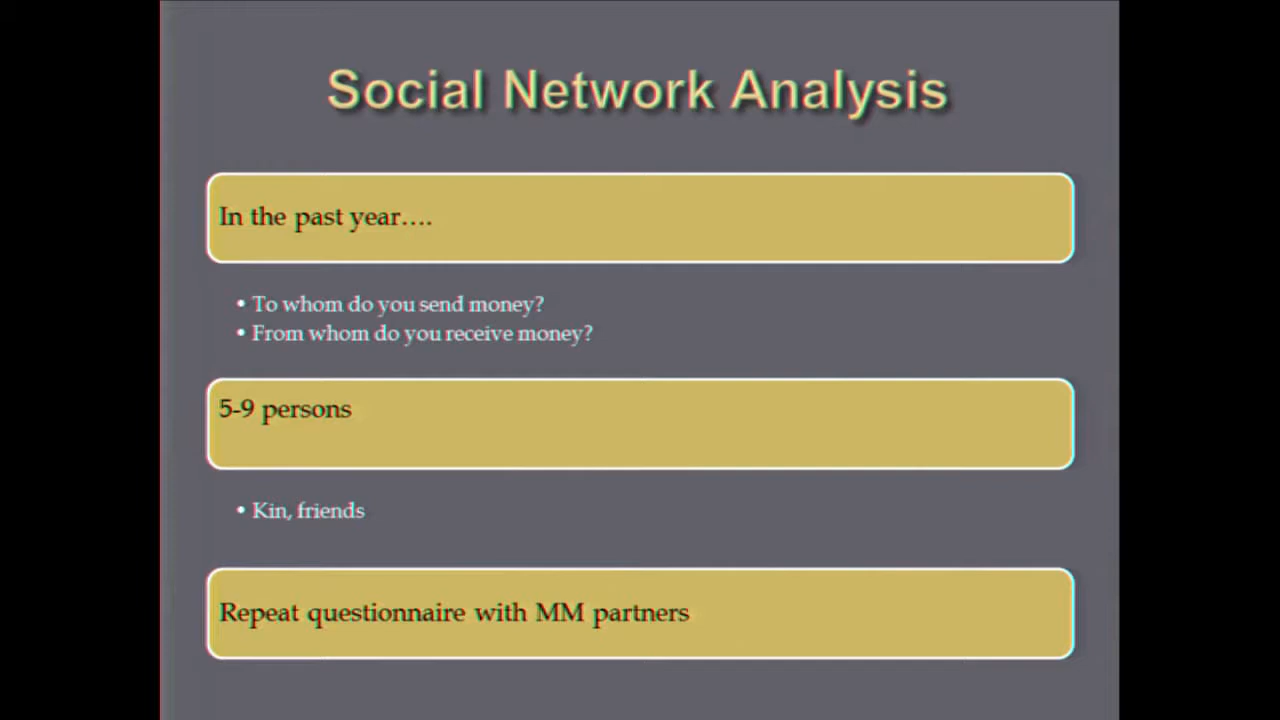 Social Network Analysis
In the past year....
• To whom do you send money?
• From whom do you receive money?
5-9 persons
• Kin, friends
Repeat questionnaire with MM partners